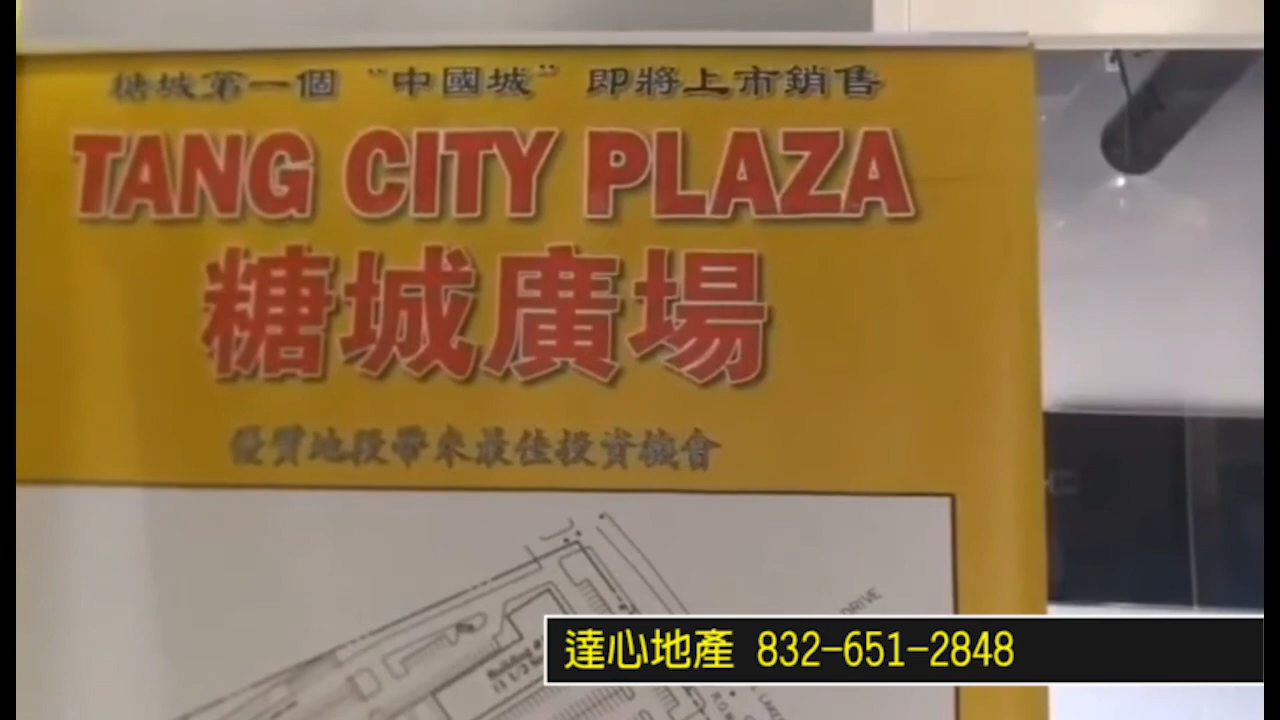 糖城第一個“中國城”即將上市銷售
TANG CITY PLAZA
糖城廣場
優質地段帶來最佳投資機會
DRIVE
達心地產 832-651-2848